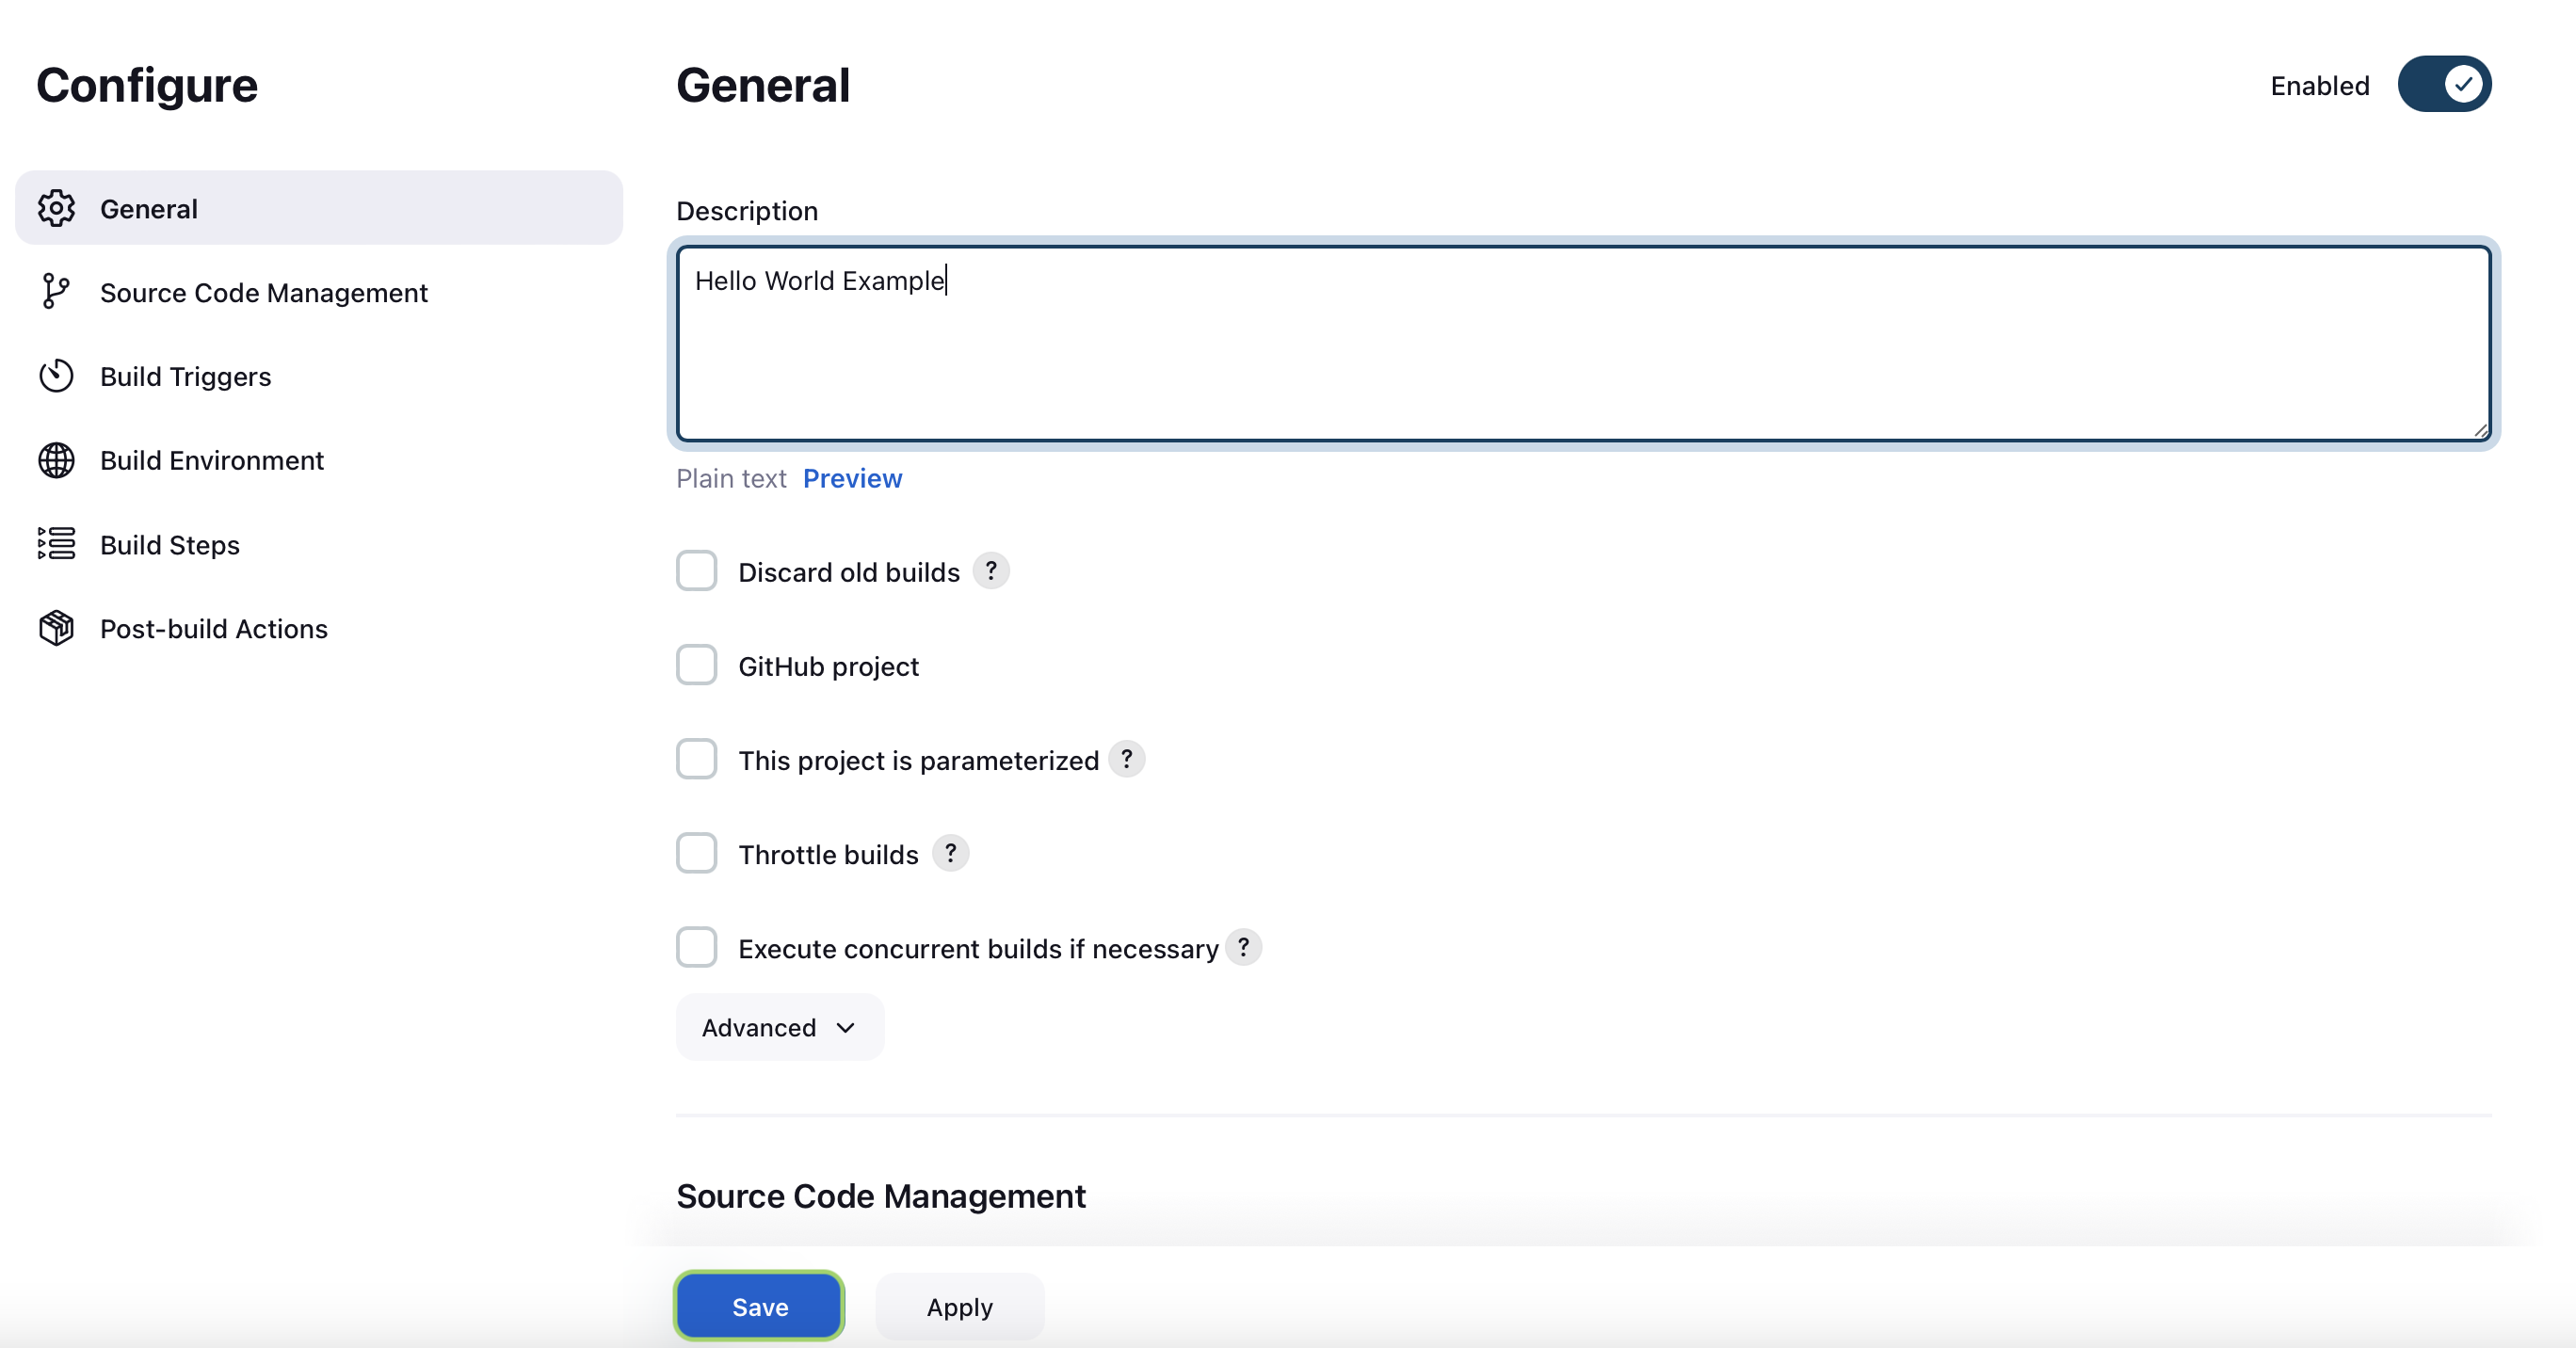 Configure
General
Source Code Management
Build Triggers
Build Environment
Build Steps
Post-build Actions
General
Enabled
Description
Hello World Example
Plain text Preview
Discard old builds ?
GitHub project
This project is parameterized ?
Throttle builds ?
Execute concurrent builds if necessary ?
Advanced
Source Code Management
Save Apply